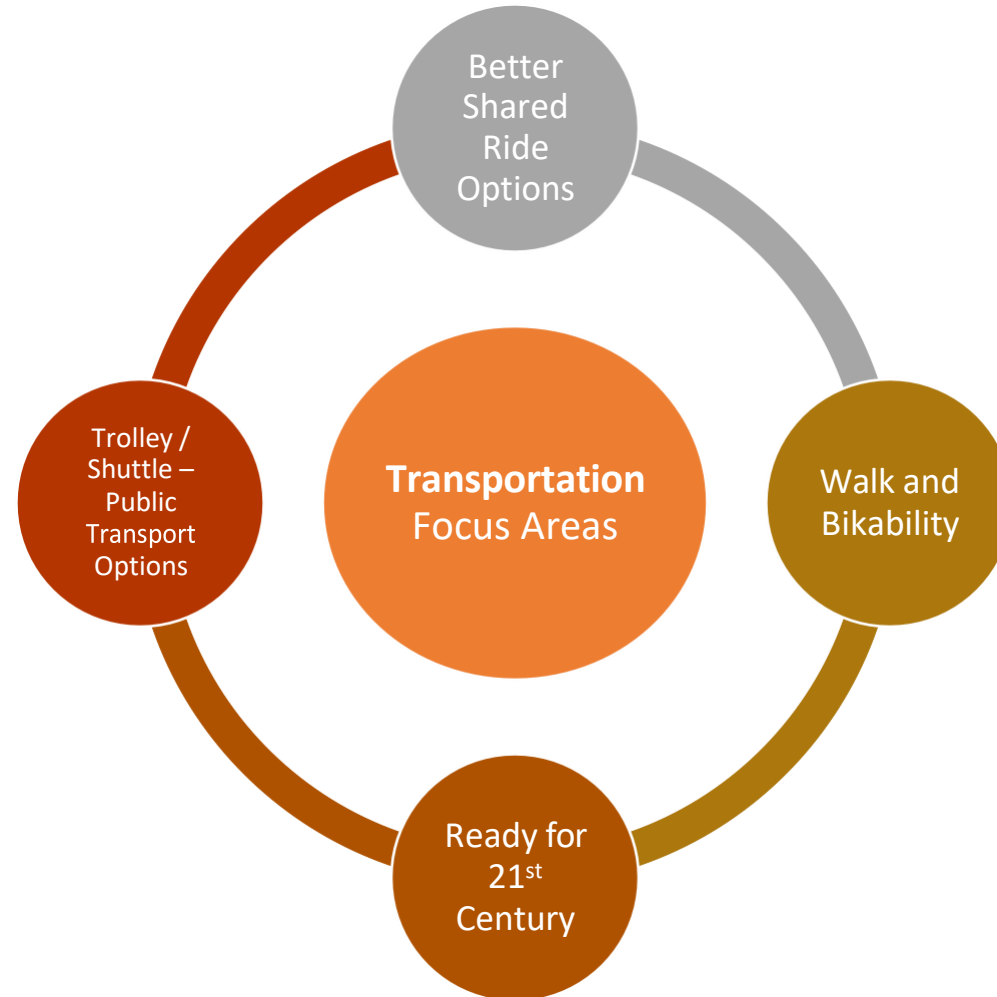 Better
Shared
Ride
Options
Trolley /
Shuttle –
Public
Transport
Options
Transportation
Focus Areas
Walk and
Bikability
Ready for
21st
Century